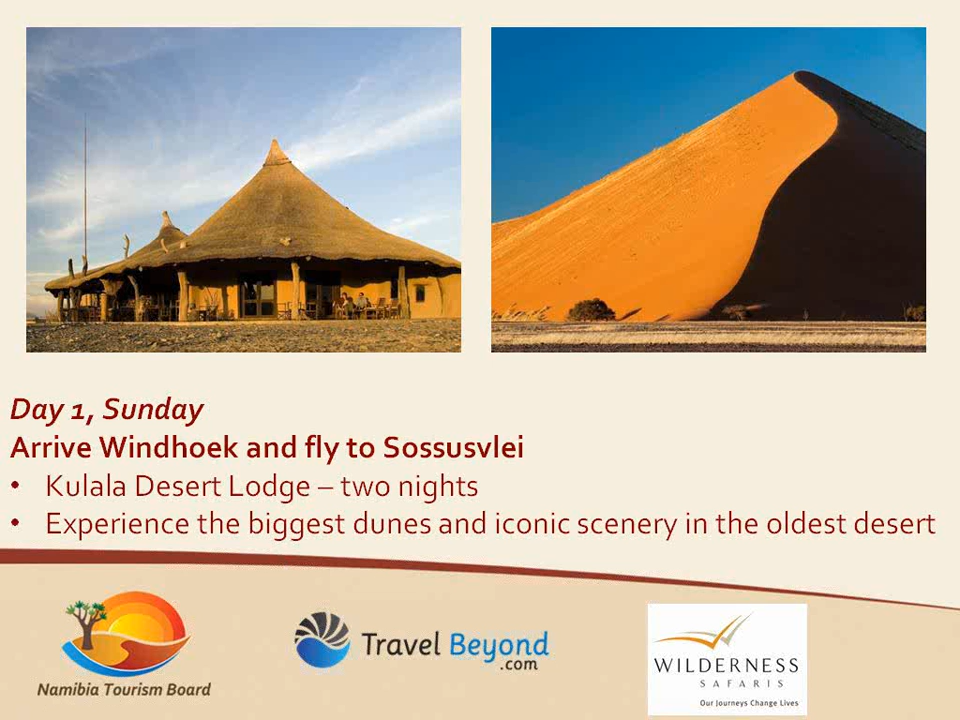 Day 1, Sunday
Arrive Windhoek and fly to Sossusvlei
• Kulala Desert Lodge – two nights
• Experience the biggest dunes and iconic scenery in the oldest desert
Namibia Tourism Board
Travel Beyond
.com
WILDERNESS
SAFARIS
Our Journeys Change Lives